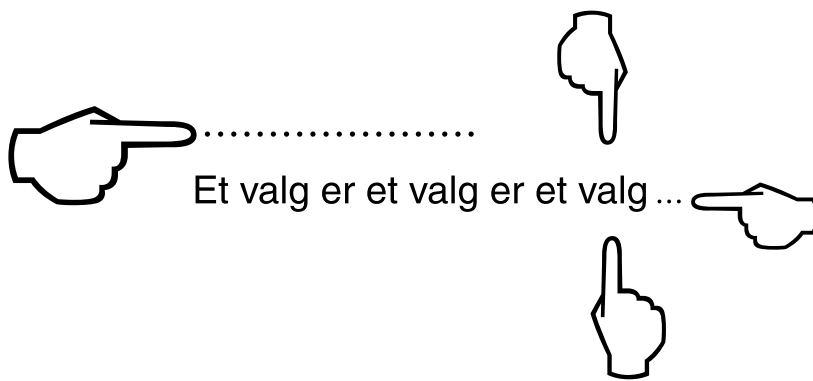 .....................
Et valg er et valg er et valg ...